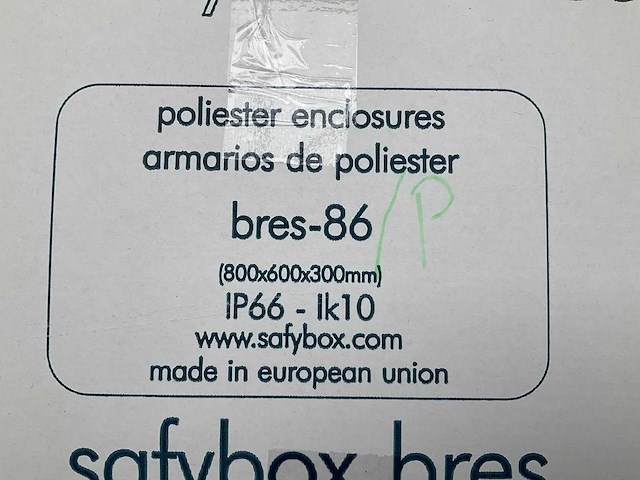 poliester enclosures
armarios de poliester
bres-86 /P
(800x600x300mm)
IP66 - Ik10
www.safybox.com
made in european union
safybox bres